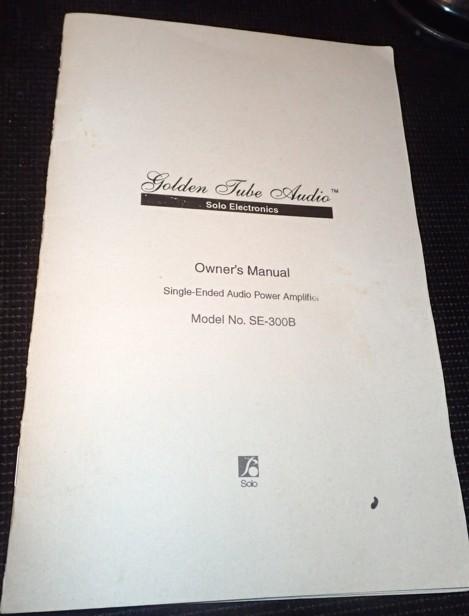 Golden Tube Audio™
Solo Electronics
Owner's Manual
Single-Ended Audio Power Amplifier
Model No. SE-300B
Solo